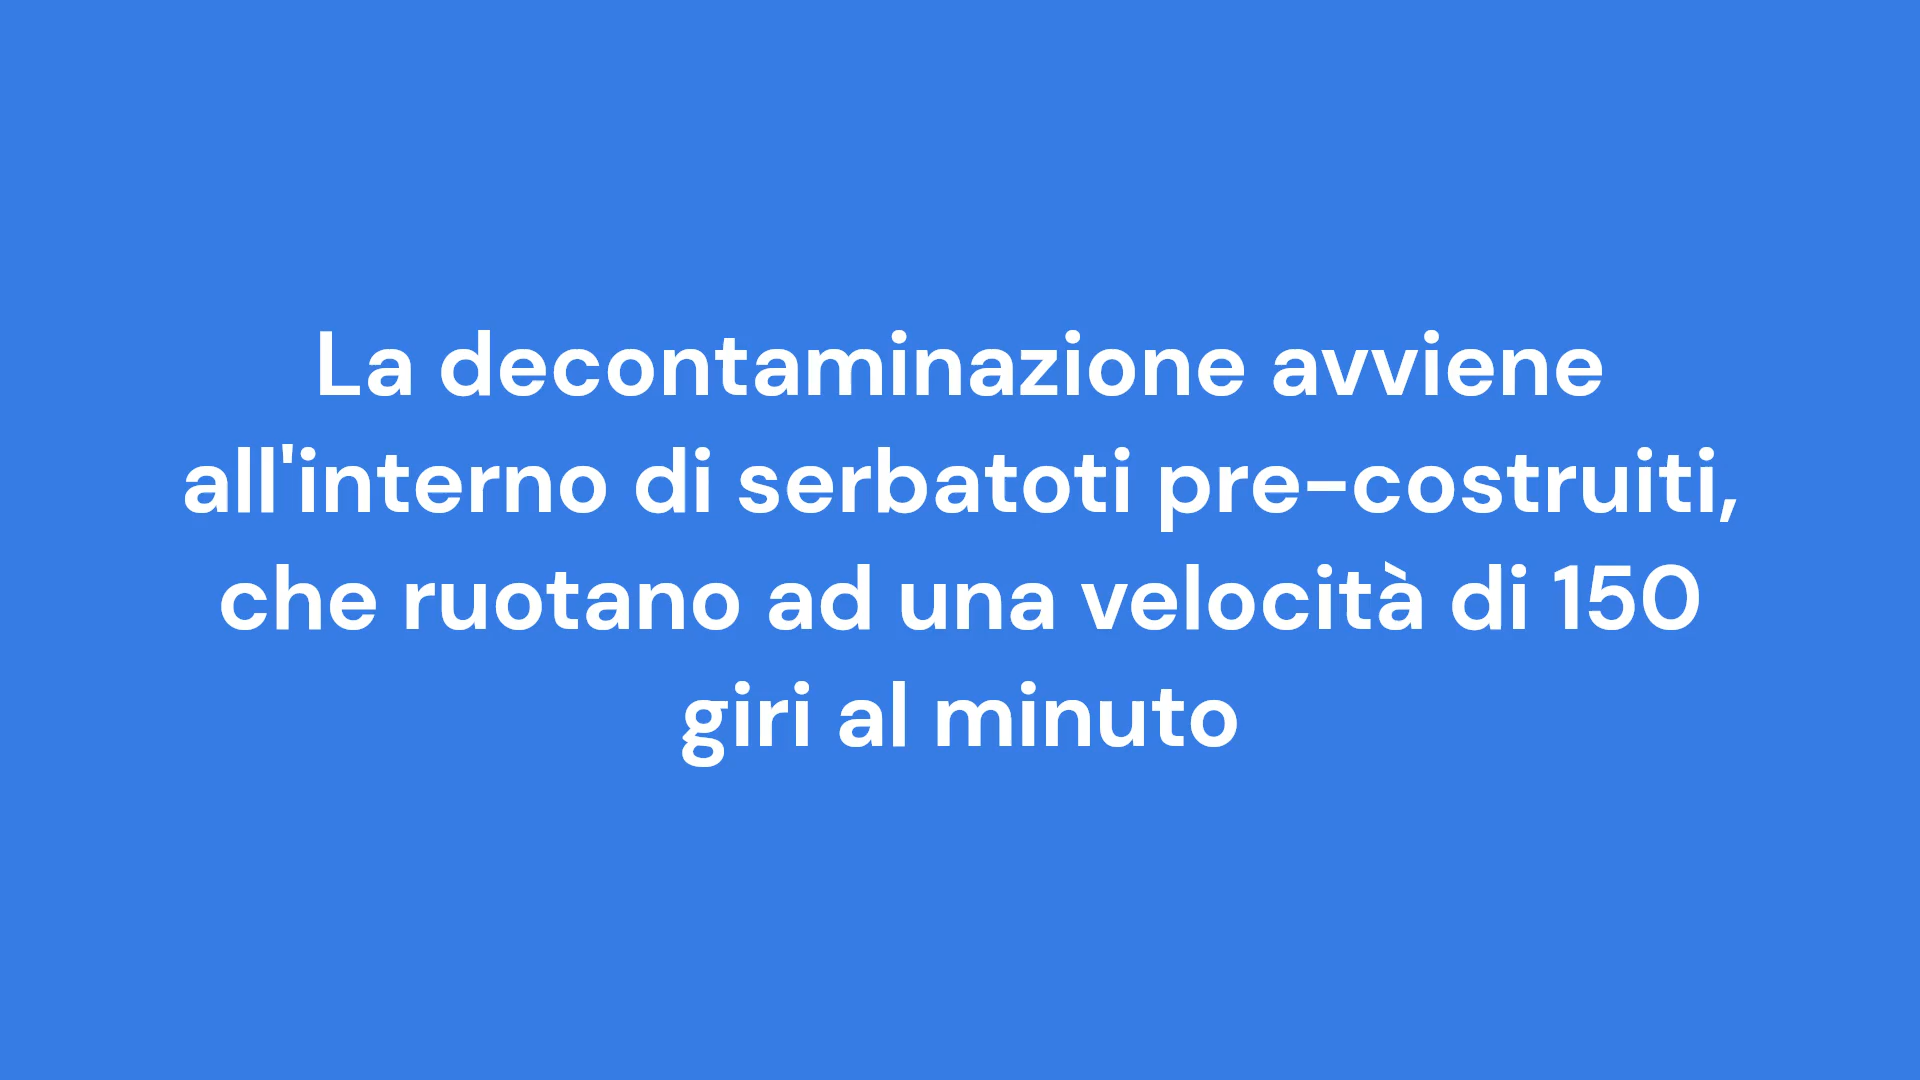 La decontaminazione avviene
all'interno di serbatoti pre-costruiti,
che ruotano ad una velocità di 150
giri al minuto